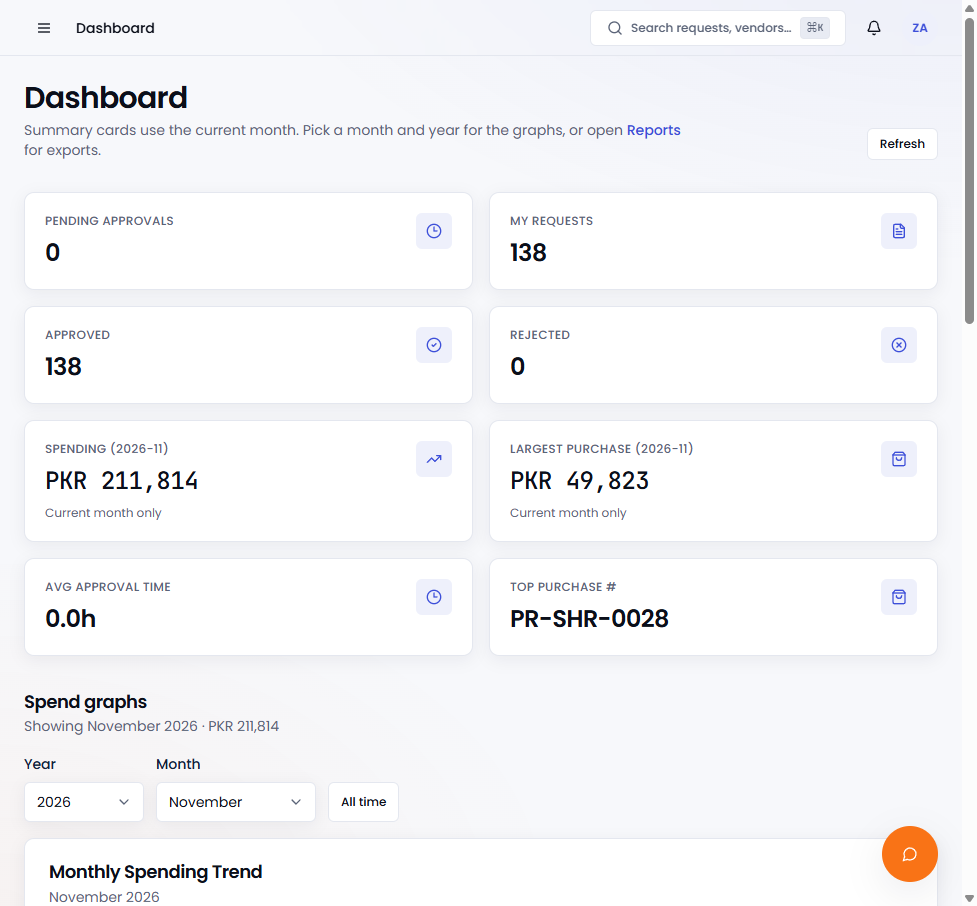 Dashboard
Search requests, vendors... ⌘K
ZA
Dashboard
Summary cards use the current month. Pick a month and year for the graphs, or open Reports
for exports.
Refresh
PENDING APPROVALS
0
MY REQUESTS
138
APPROVED
138
REJECTED
0
SPENDING (2026-11)
PKR 211,814
Current month only
LARGEST PURCHASE (2026-11)
PKR 49,823
Current month only
AVG APPROVAL TIME
0.0h
TOP PURCHASE #
PR-SHR-0028
Spend graphs
Showing November 2026 · PKR 211,814
Year
Month
2026
November
All time
Monthly Spending Trend
November 2026